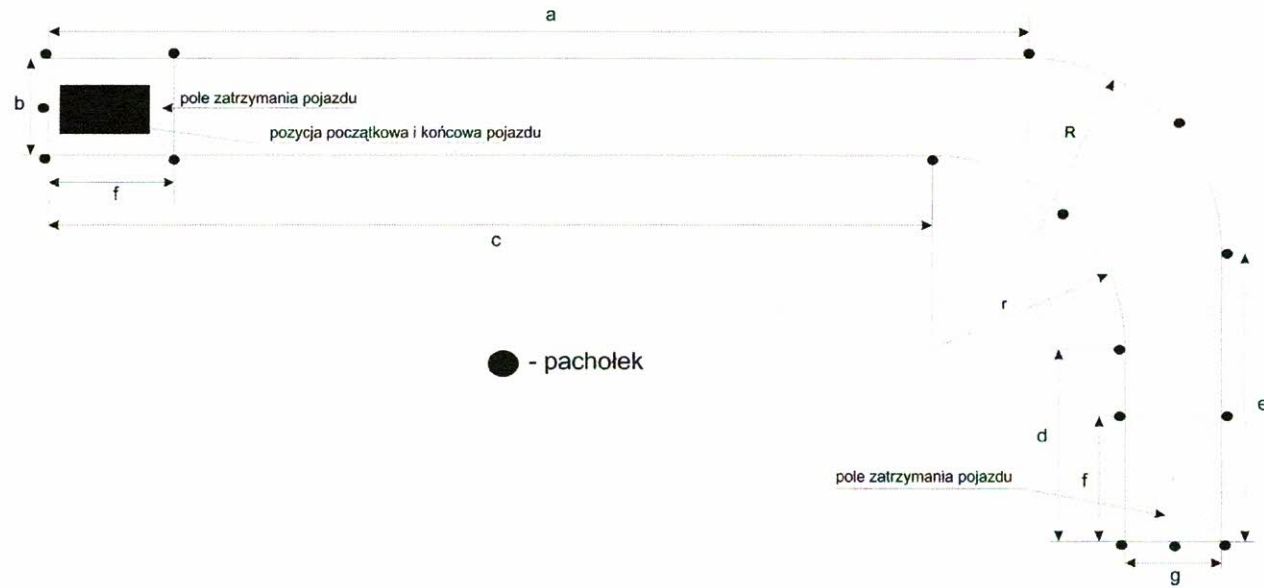 a
b
pole zatrzymania pojazdu
pozycja początkowa i końcowa pojazdu
R
f
c
r
- pachołek
e
d
f
pole zatrzymania pojazdu
g